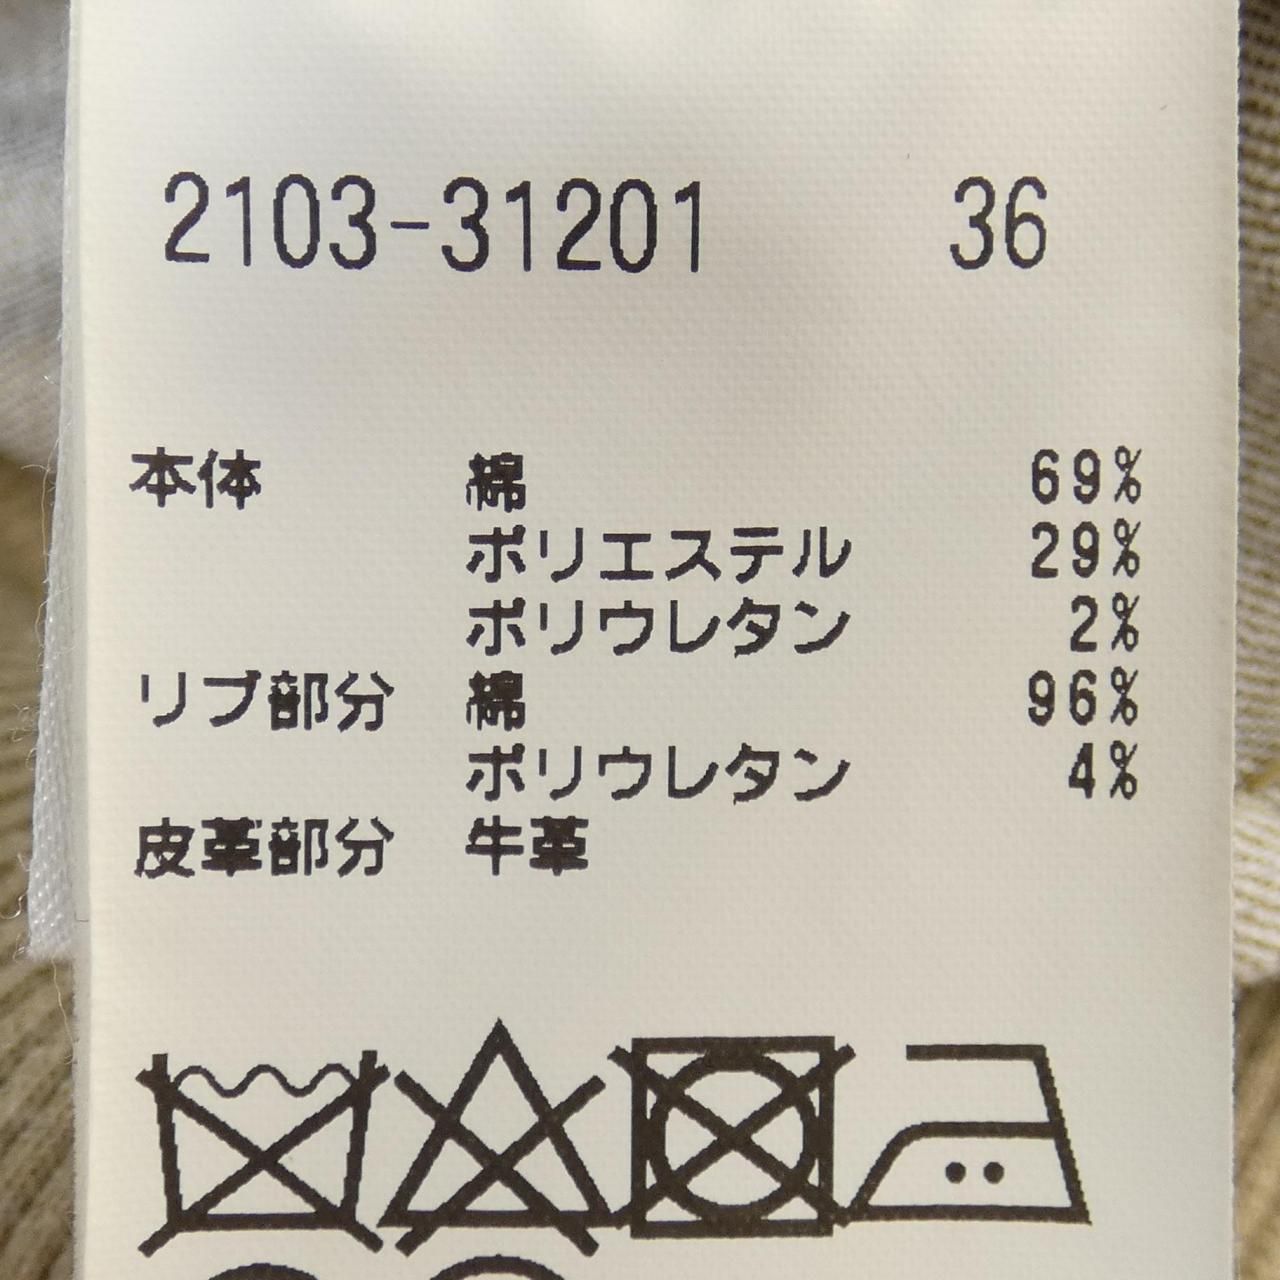 2103-31201 36
本体 綿 69%
ポリエステル 29%
ポリウレタン 2%
リブ部分 綿 96%
ポリウレタン 4%
皮革部分 牛革